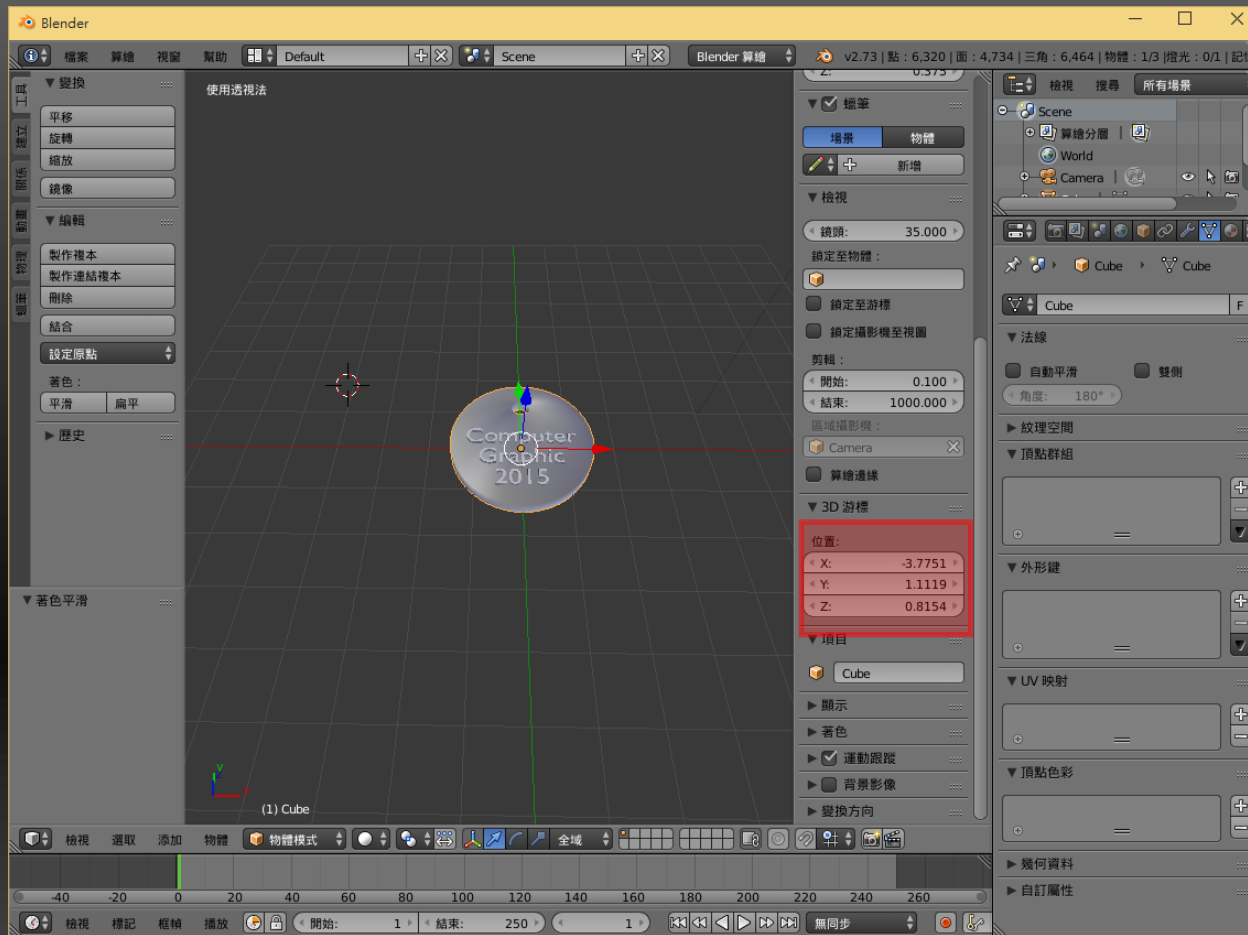 Blender
檔案 算繪 視窗 幫助 Default Scene Blender 算繪 v2.73 | 點：6,320 | 面：4,734 | 三角：6,464 | 物體：1/3 |燈光：0/1 |
工具
建立
關係
動畫
物理
蠟筆
變換
平移
旋轉
縮放
鏡像
編輯
製作複本
製作連結複本
刪除
結合
設定原點
著色：
平滑 扁平
歷史
著色平滑
使用透視法
Computer
Graphic
2015
(1) Cube
Z: 0.375
蠟筆
場景 物體
新增
檢視
鏡頭: 35.000
鎖定至物體：
鎖定至游標
鎖定攝影機至視圖
剪輯：
開始: 0.100
結束: 1000.000
區域攝影機：
Camera
算繪邊緣
3D 游標
位置:
X: -3.7751
Y: 1.1119
Z: 0.8154
項目
Cube
顯示
著色
運動跟蹤
背景影像
變換方向
檢視 搜尋 所有場景
Scene
算繪分層
World
Camera
Cube Cube
Cube F
法線
自動平滑 雙側
角度: 180°
紋理空間
頂點群組
外形鍵
UV 映射
頂點色彩
幾何資料
自訂屬性
檢視 選取 添加 物體 物體模式 全域
-40 -20 0 20 40 60 80 100 120 140 160 180 200 220 240 260
檢視 標記 框幀 播放 開始: 1 結束: 250 1 無同步